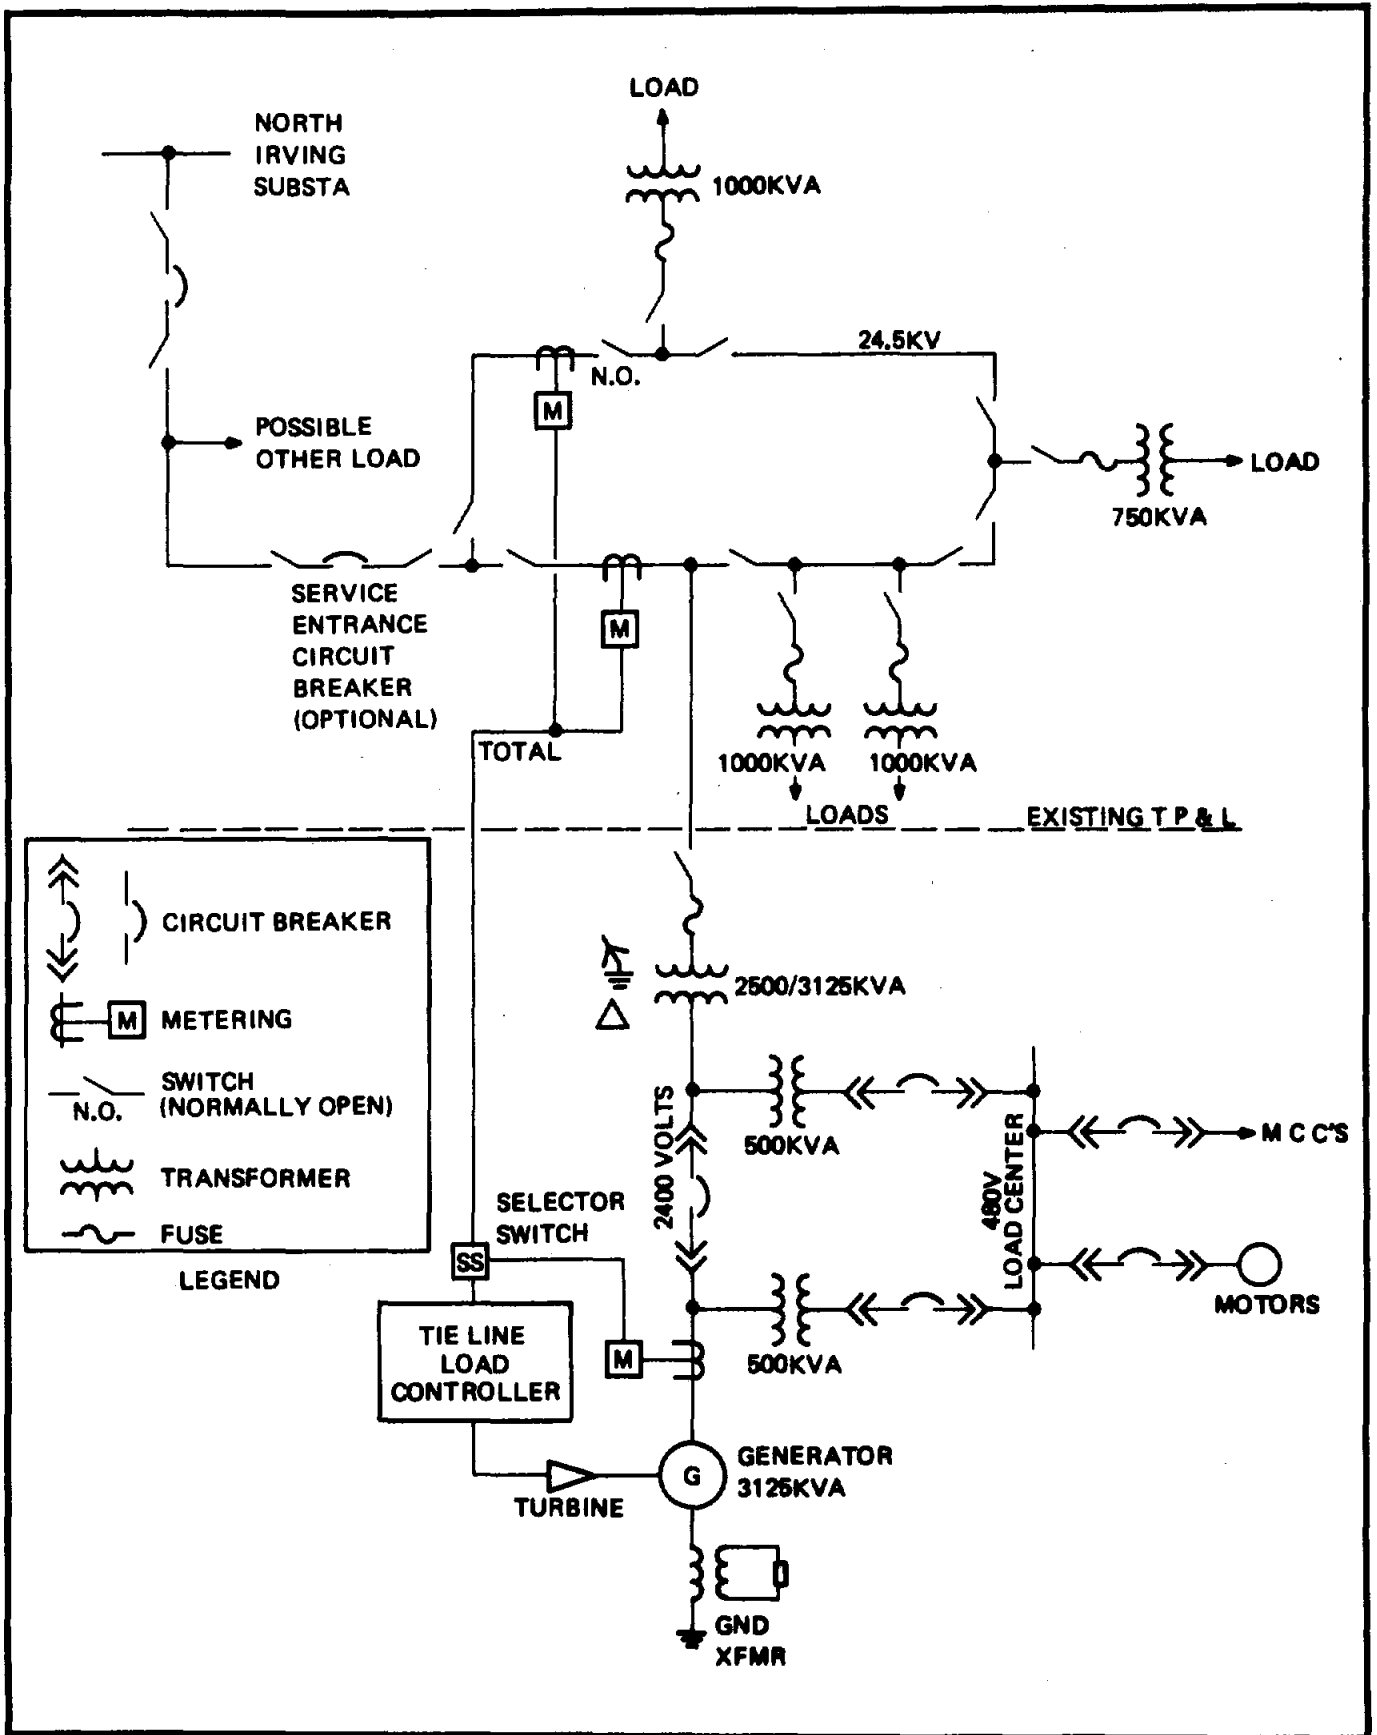 LOAD
NORTH
IRVING
SUBSTA
1000KVA
24.5KV
N.O.
M
POSSIBLE
OTHER LOAD
LOAD
750KVA
SERVICE
ENTRANCE
CIRCUIT
BREAKER
(OPTIONAL)
M
TOTAL
1000KVA
1000KVA
LOADS
EXISTING T P & L
CIRCUIT BREAKER
M
METERING
SWITCH
(NORMALLY OPEN)
N.O.
TRANSFORMER
FUSE
LEGEND
2500/3125KVA
2400 VOLTS
500KVA
480V
LOAD CENTER
M C C'S
SELECTOR
SWITCH
SS
MOTORS
TIE LINE
LOAD
CONTROLLER
M
500KVA
G
GENERATOR
3125KVA
TURBINE
GND
XFMR